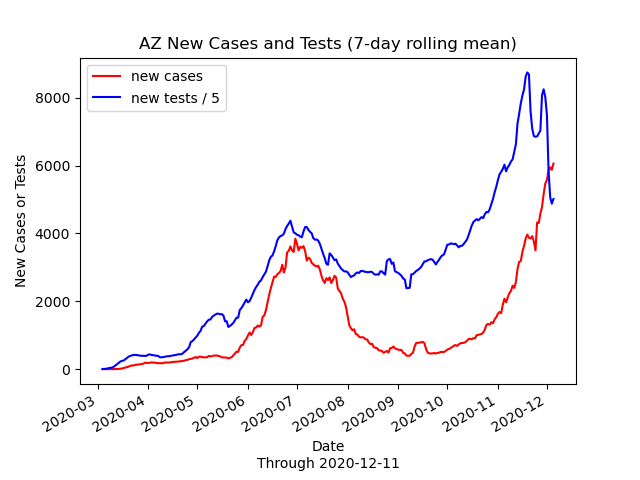 AZ New Cases and Tests (7-day rolling mean)
new cases
new tests / 5
New Cases or Tests
8000
6000
4000
2000
0
2020-03
2020-04
2020-05
2020-06
2020-07
2020-08
2020-09
2020-10
2020-11
2020-12
Date
Through 2020-12-11